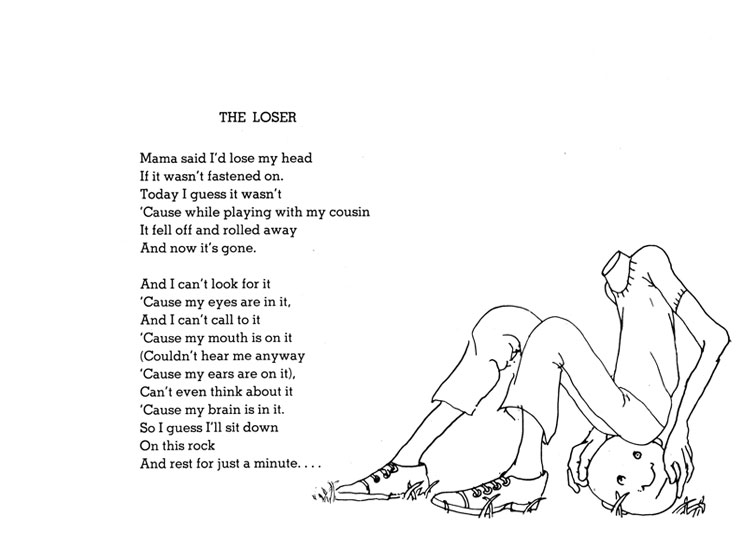 THE LOSER
Mama said I'd lose my head
If it wasn't fastened on.
Today I guess it wasn't
'Cause while playing with my cousin
It fell off and rolled away
And now it's gone.
And I can't look for it
'Cause my eyes are in it,
And I can't call to it
'Cause my mouth is on it
(Couldn't hear me anyway
'Cause my ears are on it),
Can't even think about it
'Cause my brain is in it.
So I guess I'll sit down
On this rock
And rest for just a minute. . . .